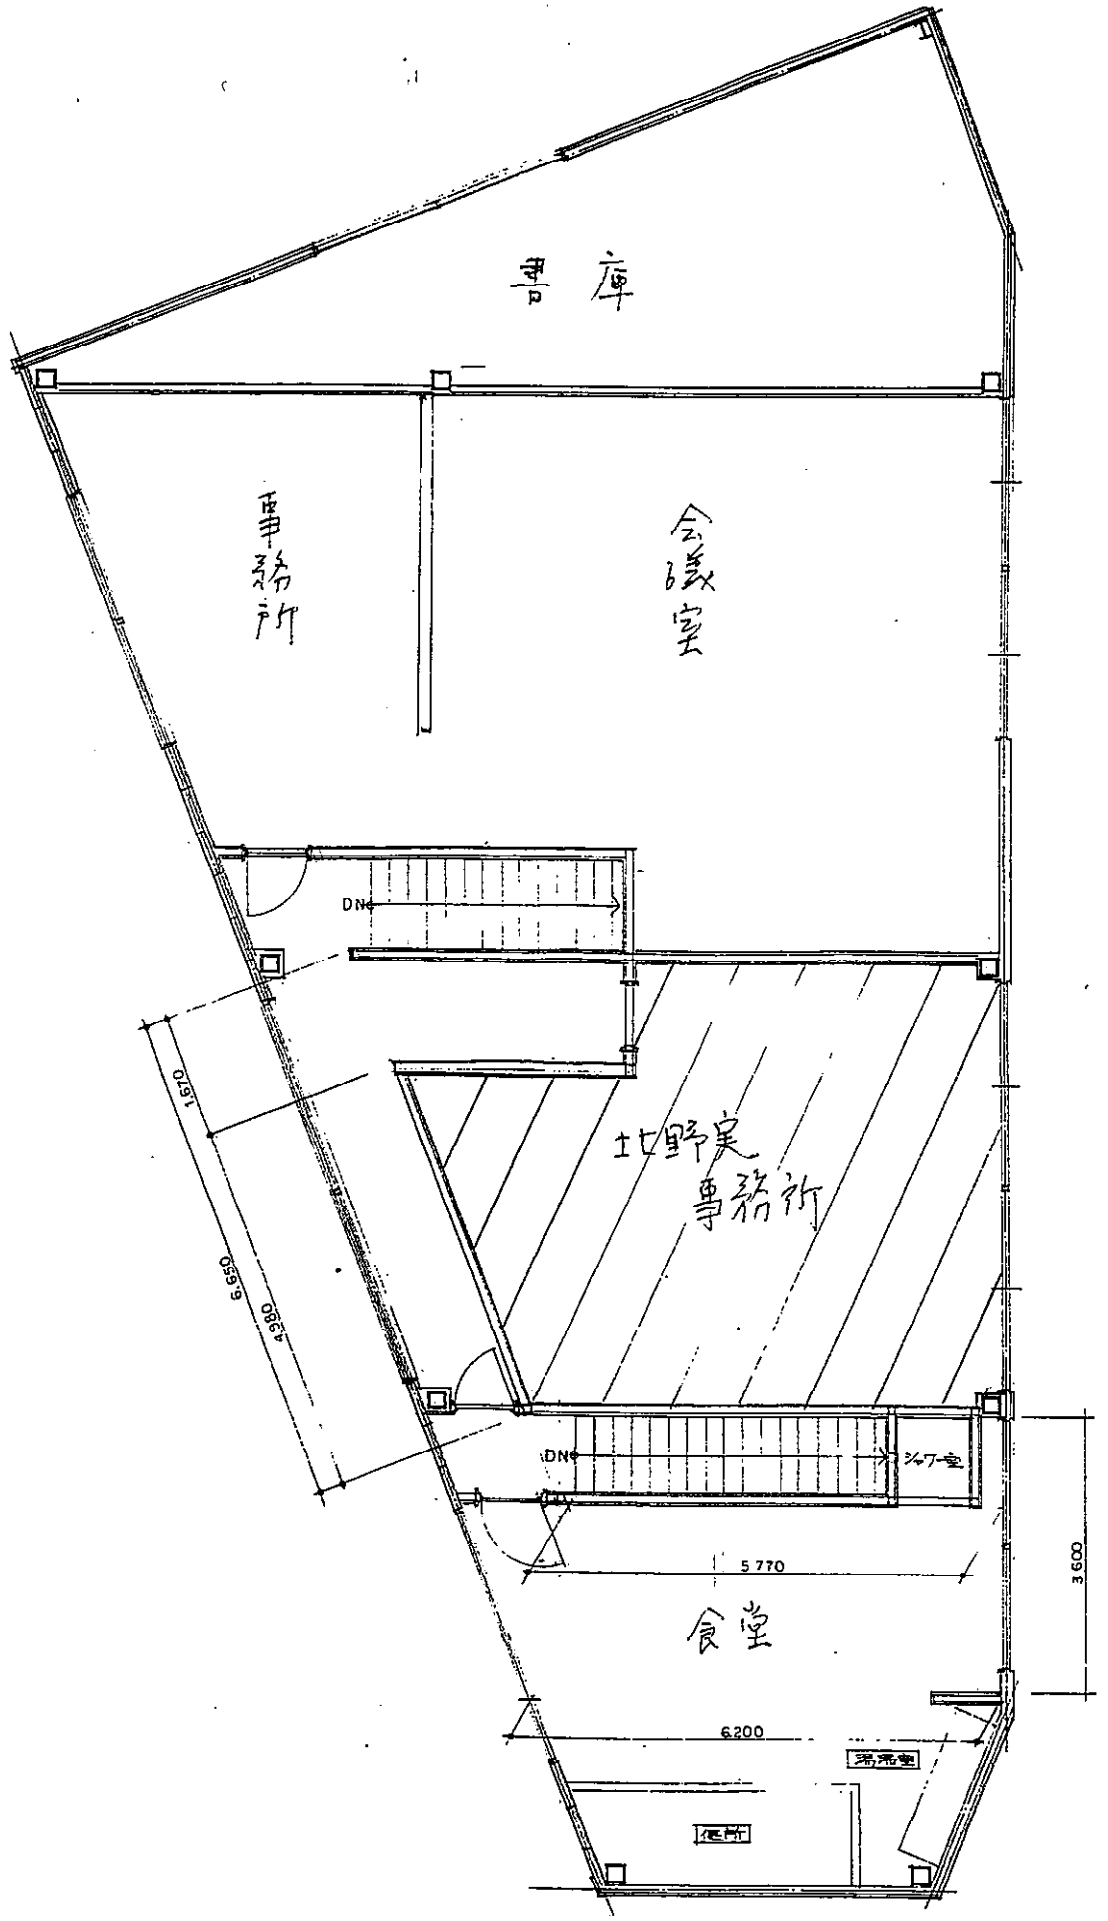 書庫
事務所
会議室
DN
1.670
6.650
4.980
北野実
事務所
DN
シャワー室
5.770
3.600
食堂
6.200
湯沸室
便所